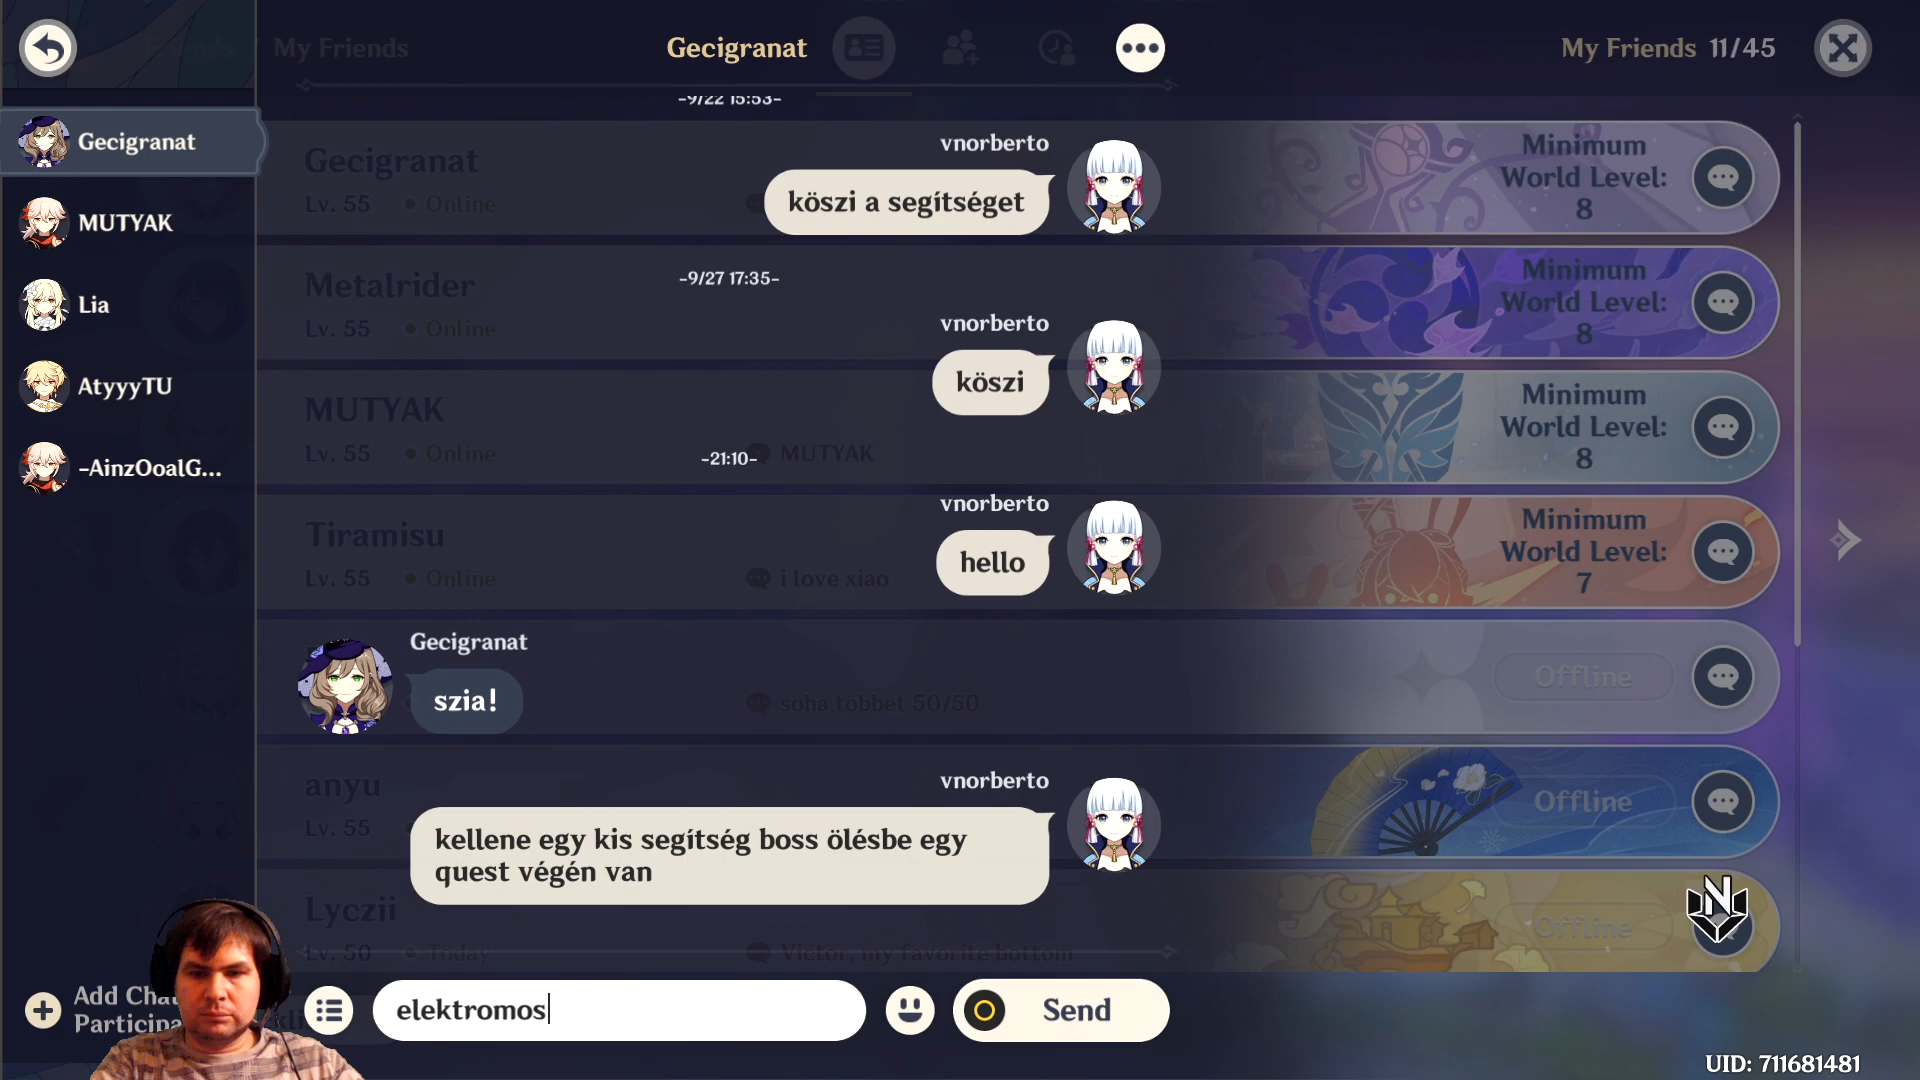 Friends
My Friends
Gecigranat
My Friends 11/45
-9/22 15:53-
Gecigranat
MUTYAK
Lia
AtyyyTU
-AinzOoalG...
vnorberto
köszi a segítséget
-9/27 17:35-
vnorberto
köszi
-21:10-
vnorberto
hello
Gecigranat
szia!
vnorberto
kellene egy kis segítség boss ölésbe egy
quest végén van
Gecigranat
Lv. 55 Online
Minimum
World Level:
8
Metalrider
Lv. 55 Online
Minimum
World Level:
8
MUTYAK
Lv. 55 Online
MUTYAK
Minimum
World Level:
8
Tiramisu
Lv. 55 Online
i love xiao
Minimum
World Level:
7
soha többet 50/50
Offline
anyu
Lv. 55
Offline
Lyczii
Lv. 50 Today
Victor, my favorite bottom
Offline
Add Chat
Participa
elektromos
Send
N
UID: 711681481